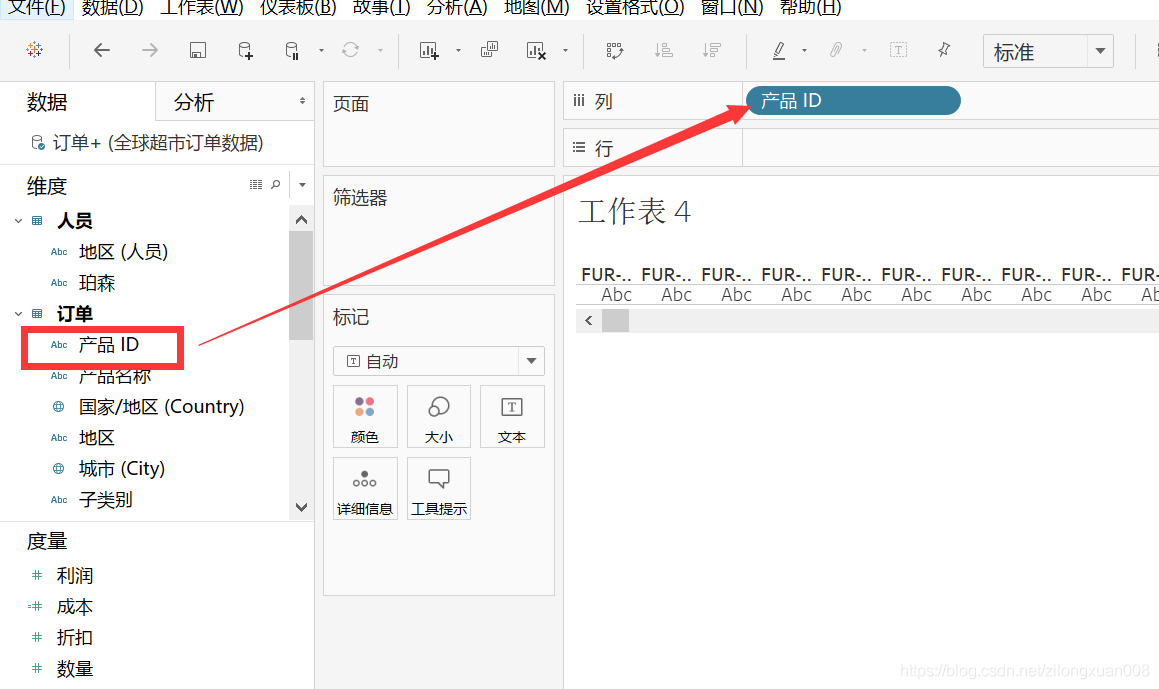 文件(F) 数据(D) 工作表(W) 仪表板(B) 故事(T) 分析(A) 地图(M) 设置格式(O) 窗口(N) 帮助(H)
标准
数据 分析
订单+ (全球超市订单数据)
维度
人员
Abc 地区 (人员)
Abc 珀森
订单
Abc 产品 ID
Abc 产品名称
国家/地区 (Country)
Abc 地区
城市 (City)
Abc 子类别
度量
# 利润
=# 成本
# 折扣
# 数量
页面
筛选器
标记
T 自动
颜色 大小 T 文本
详细信息 工具提示
列 产品 ID
行
工作表 4
FUR-.. FUR-.. FUR-.. FUR-.. FUR-.. FUR-.. FUR-.. FUR-.. FUR-.. FUR-
Abc Abc Abc Abc Abc Abc Abc Abc Abc Ab
https://blog.csdn.net/zilongxuan008